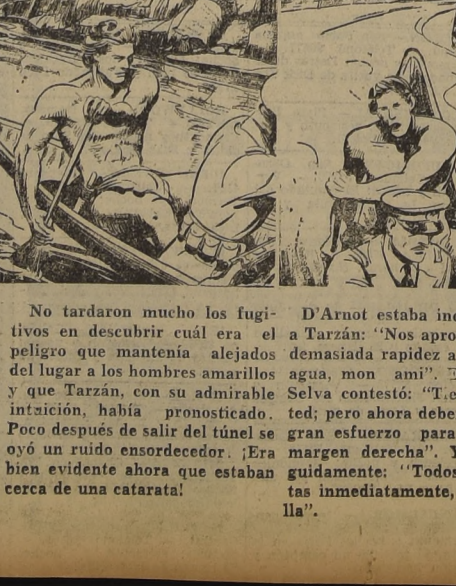 No tardaron mucho los fugi-
tivos en descubrir cuál era el
peligro que mantenía alejados
del lugar a los hombres amarillos
y que Tarzán, con su admirable
intuición, había pronosticado.
Poco después de salir del túnel se
oyó un ruido ensordecedor. ¡Era
bien evidente ahora que estaban
cerca de una catarata!
D'Arnot estaba
a Tarzán: "Nos
demasiada rapidez
agua, mon ami".
Selva contestó:
ted; pero ahora
gran esfuerzo para
margen derecha".
guidamente: "Todos
tas inmediatamente,
lla".